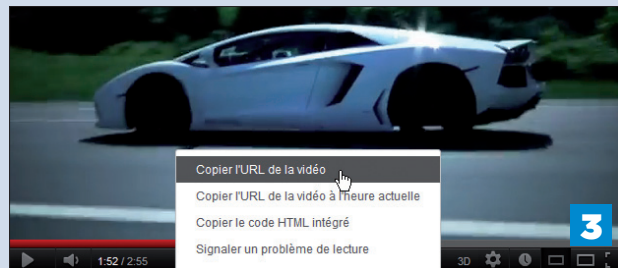 Copier l'URL de la vidéo
Copier l'URL de la vidéo à l'heure actuelle
Copier le code HTML intégré
3
Signaler un problème de lecture
1:52 / 2:55
3D